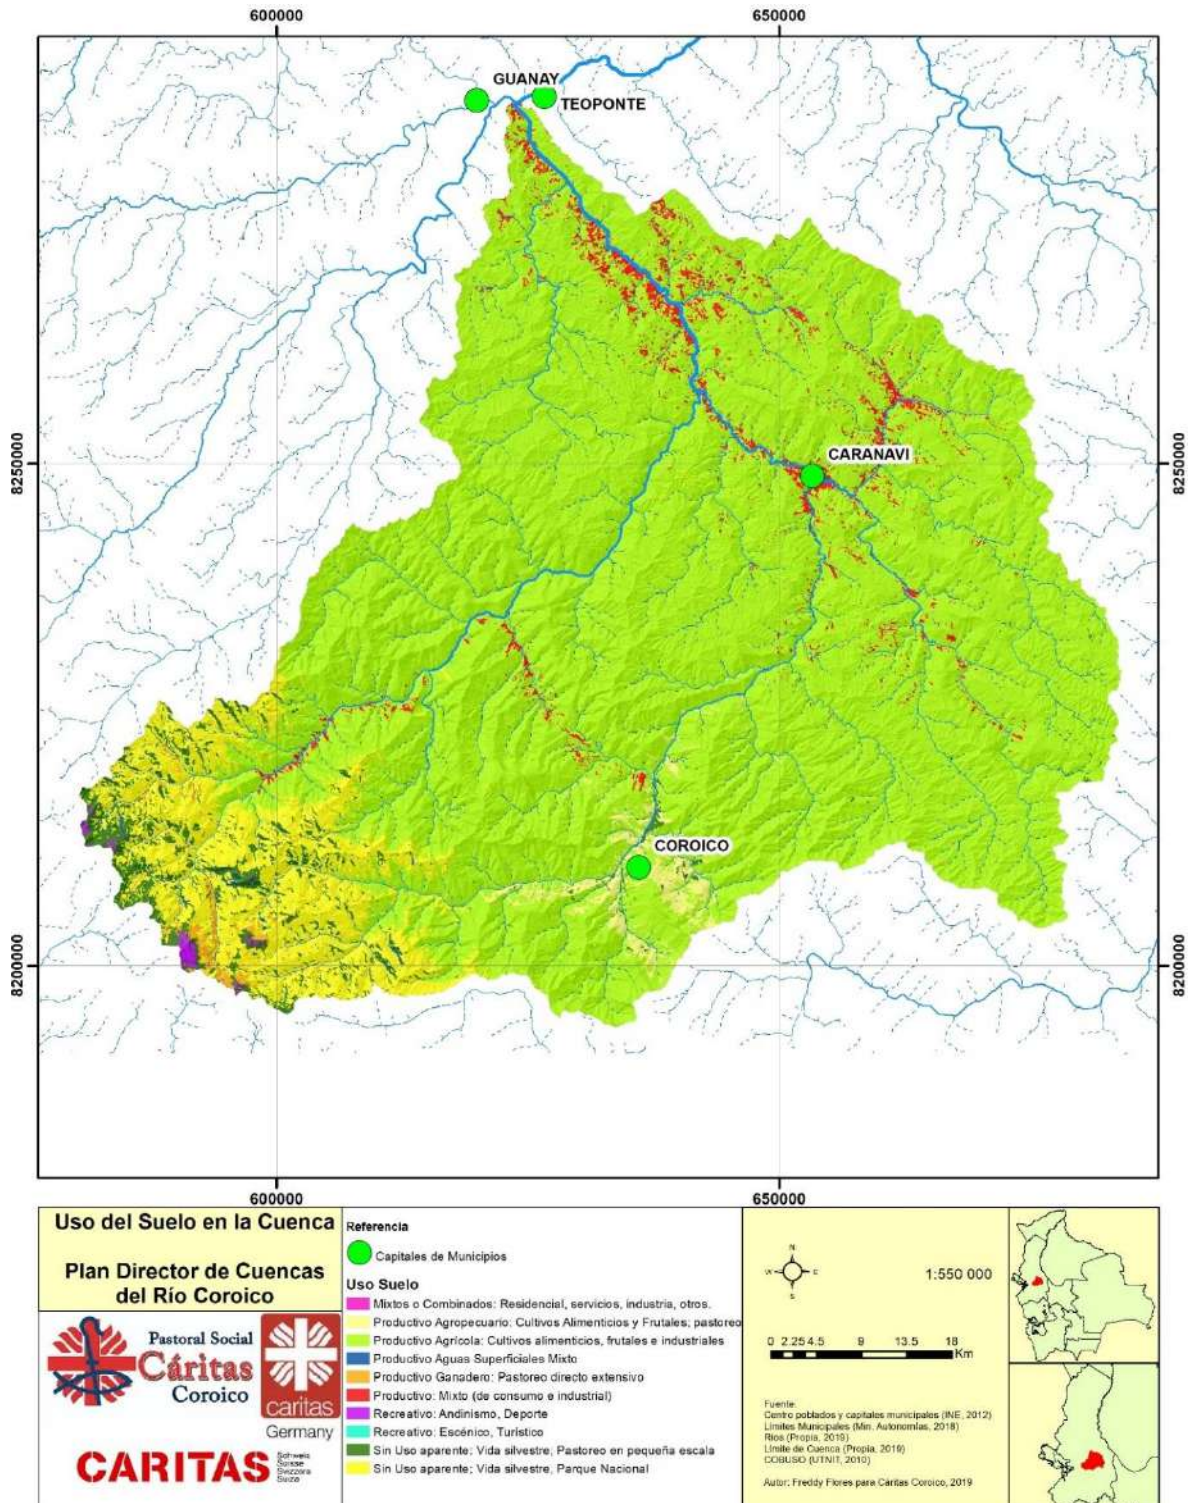 600000 650000
GUANAY
TEOPONTE
8250000 8250000
CARANAVI
COROICO
8200000 8200000
600000 650000
Uso del Suelo en la Cuenca
Plan Director de Cuencas
del Río Coroico
Pastoral Social
Cáritas
Coroico
caritas
Germany
CARITAS
Schweiz
Suisse
Svizzera
Svizra
Referencia
Capitales de Municipios
Uso Suelo
Mixtos o Combinados: Residencial, servicios, industria, otros.
Productivo Agropecuario: Cultivos Alimenticios y Frutales; pastoreo
Productivo Agrícola: Cultivos alimenticios, frutales e industriales
Productivo Aguas Superficiales Mixto
Productivo Ganadero: Pastoreo directo extensivo
Productivo: Mixto (de consumo e industrial)
Recreativo: Andinismo, Deporte
Recreativo: Escénico, Turístico
Sin Uso aparente; Vida silvestre, Pastoreo en pequeña escala
Sin Uso aparente; Vida silvestre, Parque Nacional
N
W E
S
1:550 000
0 2.25 4.5 9 13.5 18
Km
Fuente:
Centro poblados y capitales municipales (INE, 2012)
Límites Municipales (Min. Autonomías, 2018)
Rios (Propia, 2019)
Límite de Cuenca (Propia, 2019)
COBUSO (UTNIT, 2010)
Autor: Freddy Flores para Cáritas Coroico, 2019